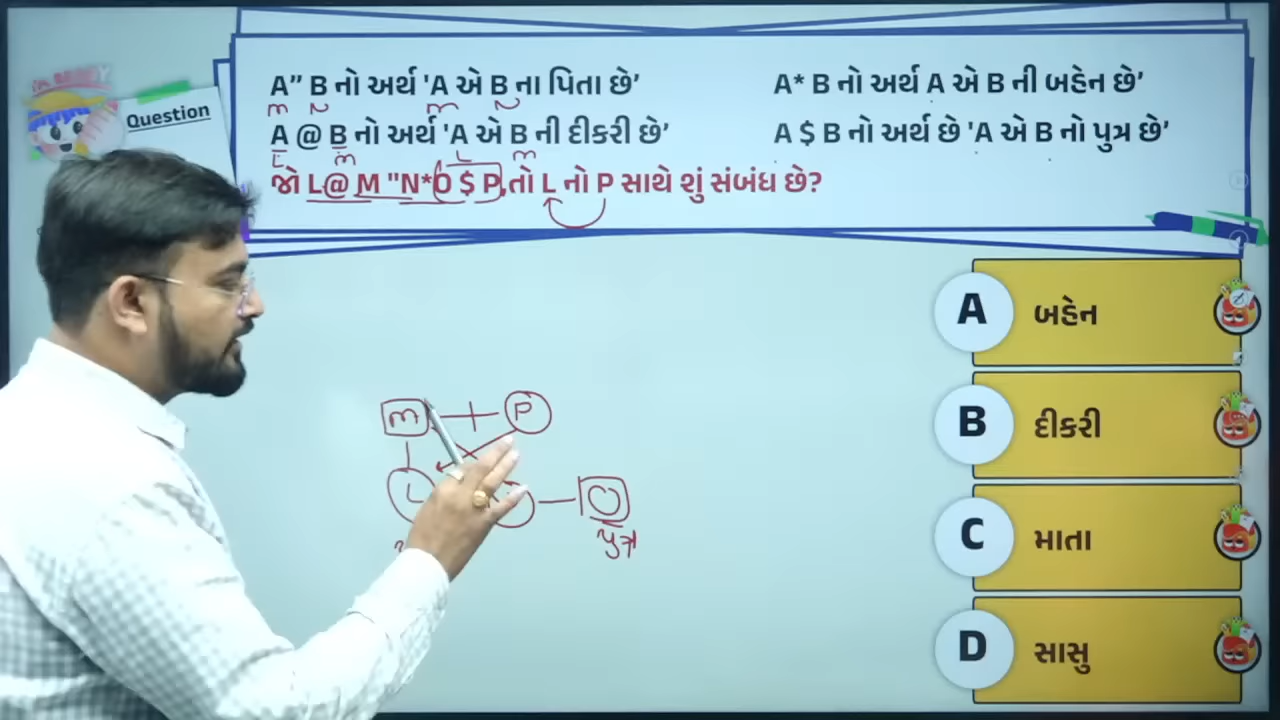 Question
A" B નો અર્થ 'A એ B ના પિતા છે'
A* B નો અર્થ A એ B ની બહેન છે'
A @ B નો અર્થ 'A એ B ની દીકરી છે'
A $ B નો અર્થ છે 'A એ B નો પુત્ર છે'
જો L@ M "N*O $ P,તો L નો P સાથે શું સંબંધ છે?
A બહેન
B દીકરી
C માતા
D સાસુ
m P
L O
પુત્ર